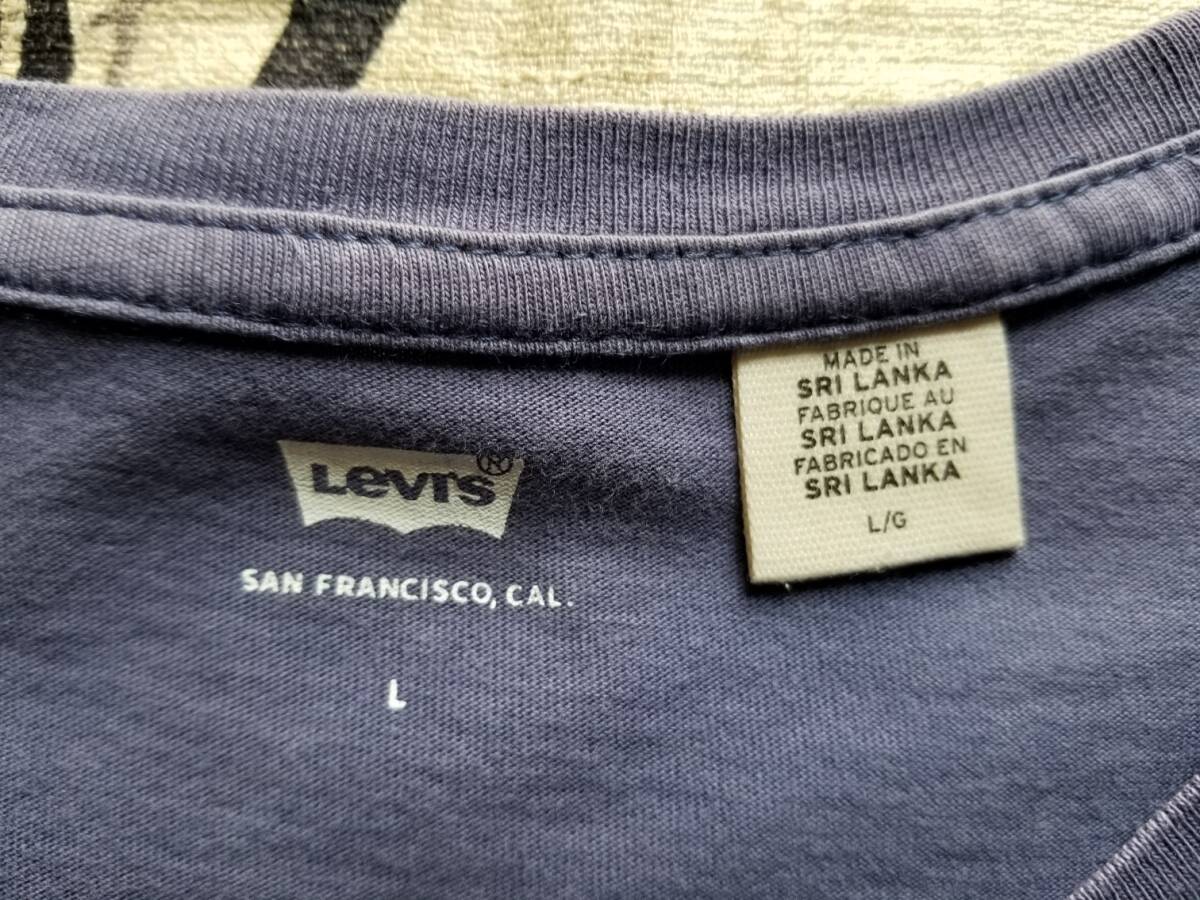 Levi's®
SAN FRANCISCO, CAL.
L
MADE IN
SRI LANKA
FABRIQUE AU
SRI LANKA
FABRICADO EN
SRI LANKA
L/G